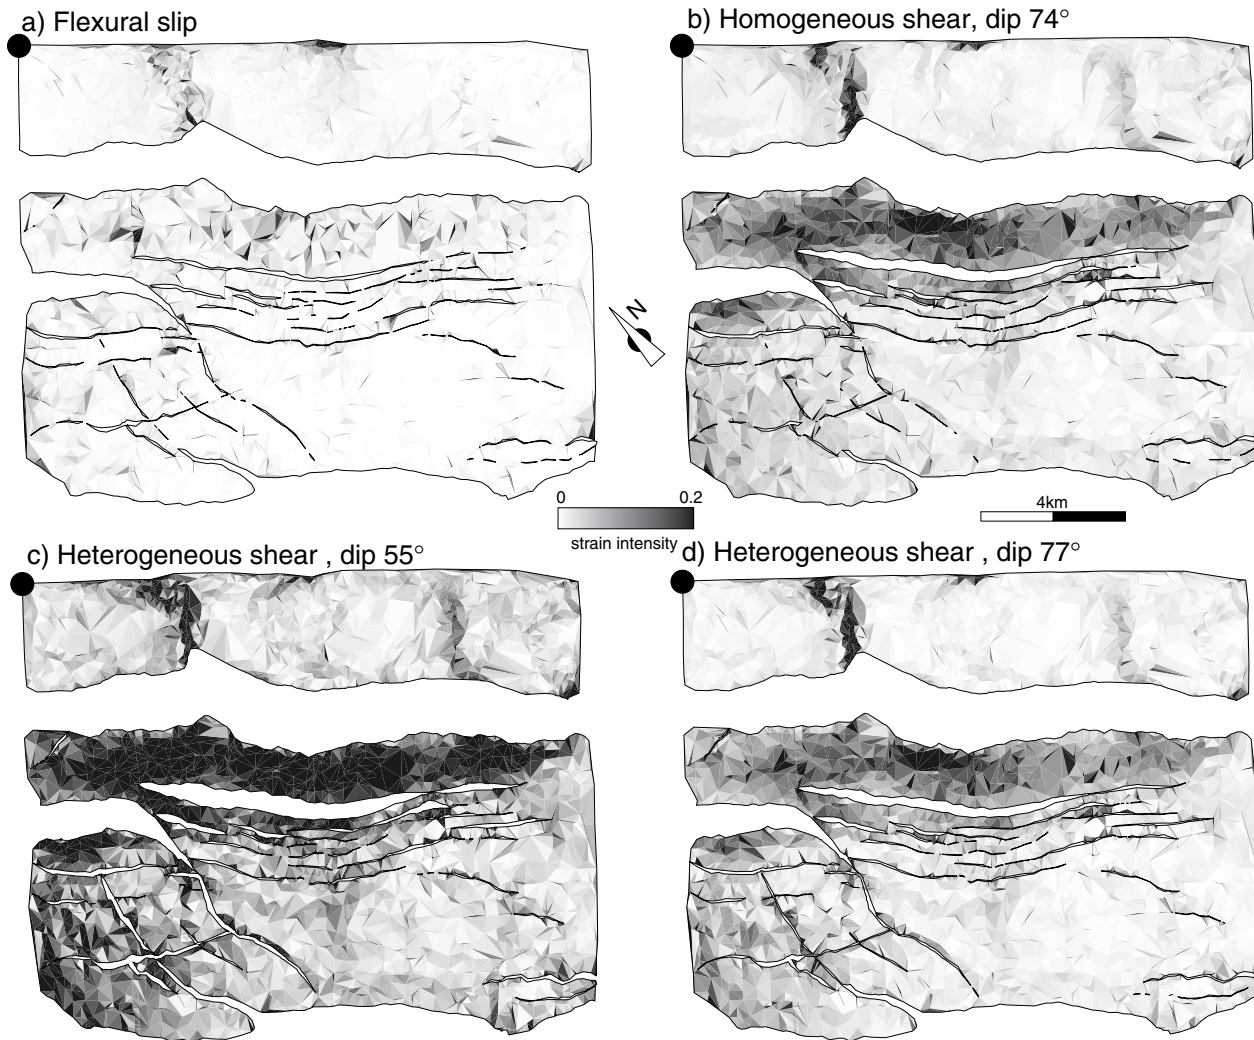 a) Flexural slip
b) Homogeneous shear, dip 74°
N
0 0.2
strain intensity
4km
c) Heterogeneous shear , dip 55°
d) Heterogeneous shear , dip 77°